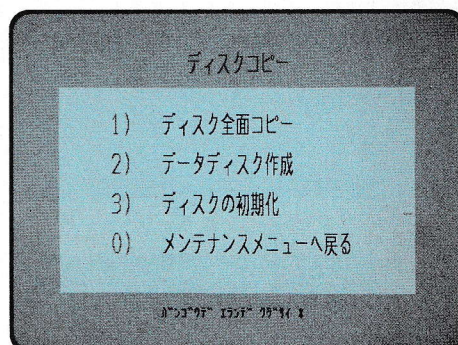 ディスクコピー
1) ディスク全面コピー
2) データディスク作成
3) ディスクの初期化
0) メンテナンスメニューへ戻る
バンゴウデ エランデ クダサイ